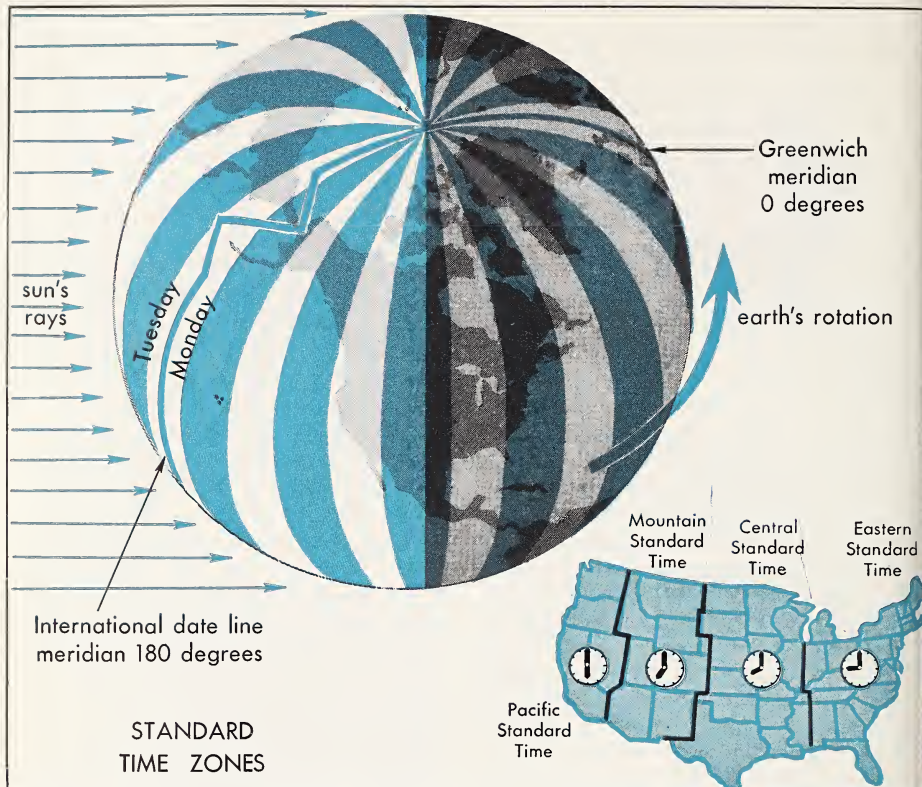 Greenwich
meridian
0 degrees
sun's
rays
Tuesday
Monday
earth's rotation
International date line
meridian 180 degrees
Mountain
Standard
Time
Central
Standard
Time
Eastern
Standard
Time
Pacific
Standard
Time
STANDARD
TIME ZONES